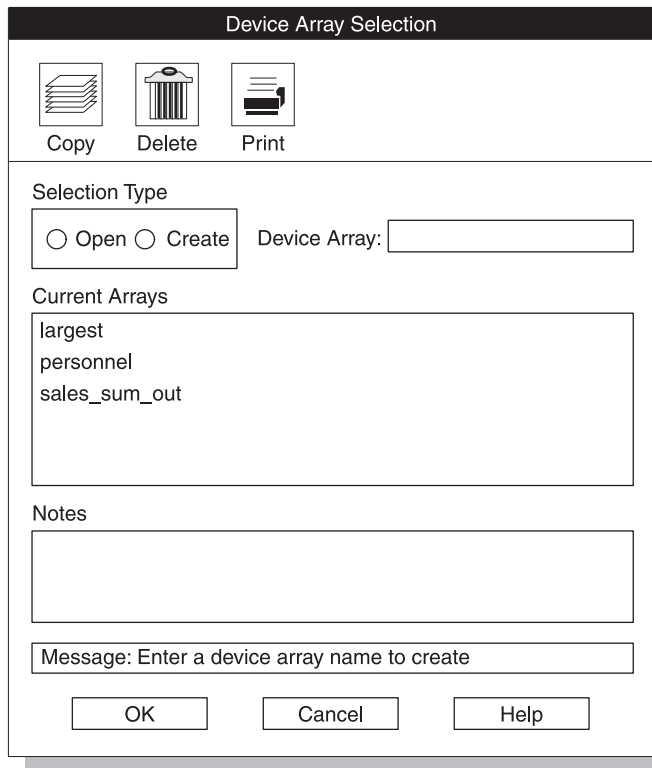 Device Array Selection
Copy Delete Print
Selection Type
Open Create Device Array:
Current Arrays
largest
personnel
sales_sum_out
Notes
Message: Enter a device array name to create
OK Cancel Help